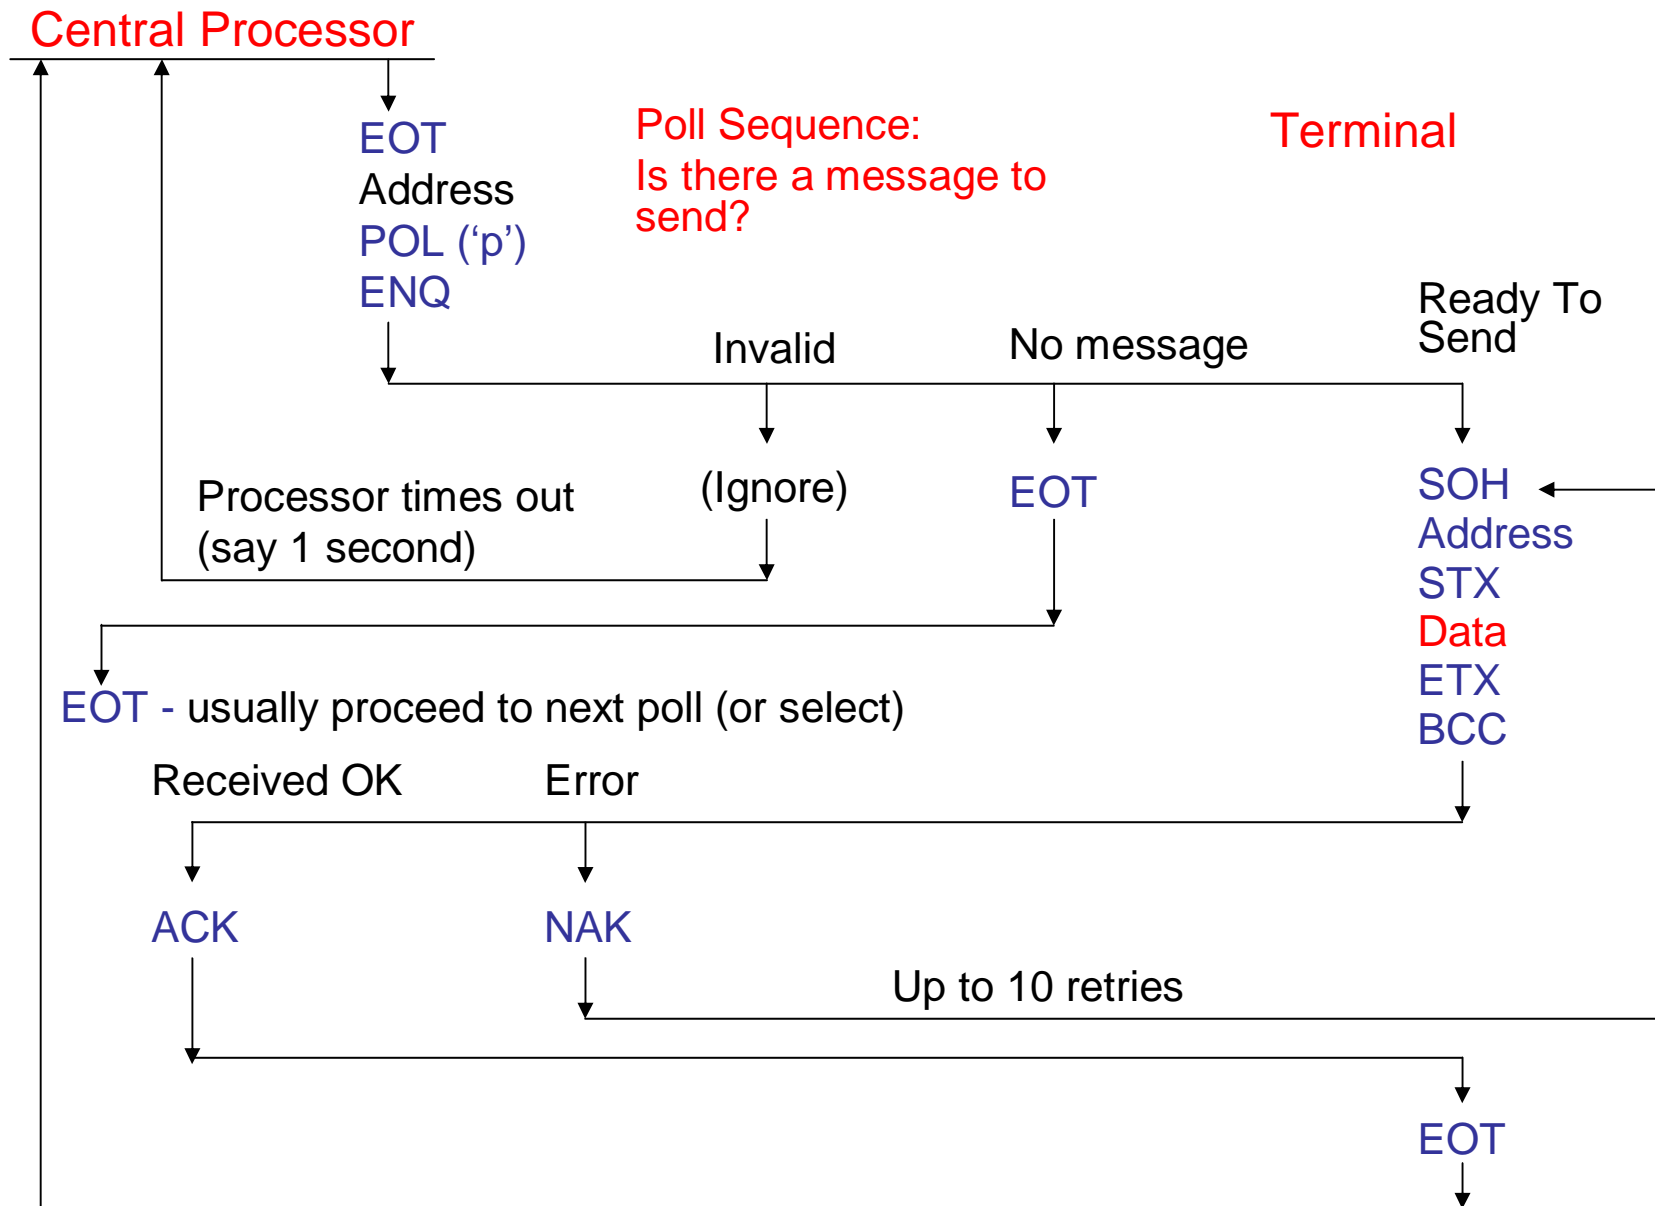 Central Processor
EOT
Address
POL (‘p’)
ENQ
Poll Sequence:
Is there a message to
send?
Terminal
Invalid
No message
Ready To
Send
Processor times out
(say 1 second)
(Ignore)
EOT
SOH
Address
STX
Data
ETX
BCC
EOT - usually proceed to next poll (or select)
Received OK
Error
ACK
NAK
Up to 10 retries
EOT